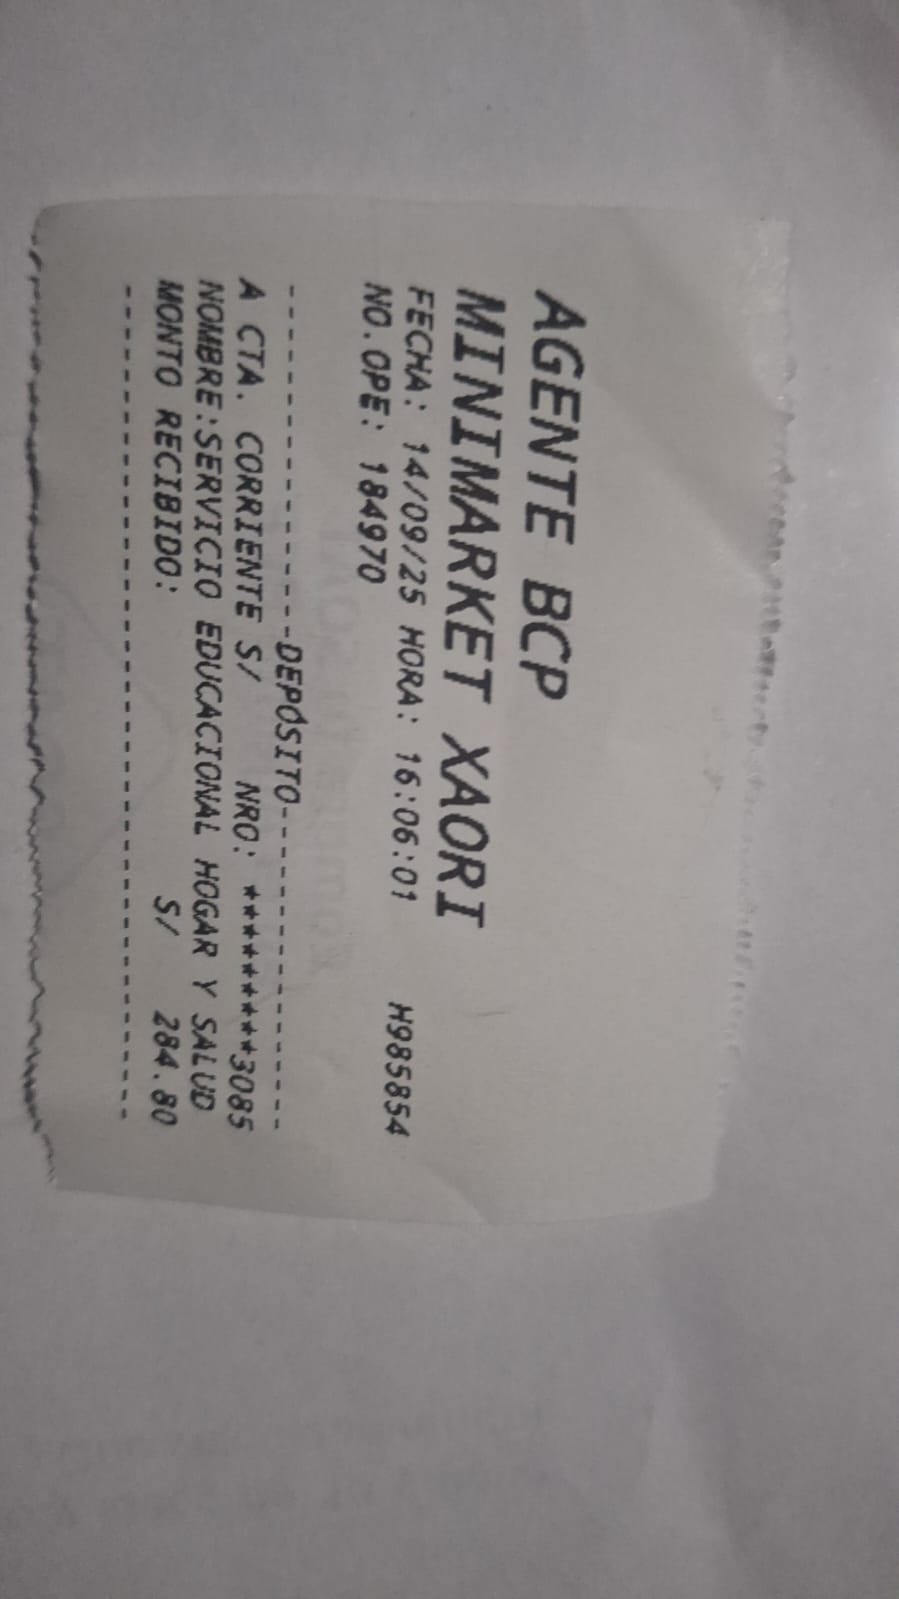 AGENTE BCP
MINIMARKET XAORI
FECHA: 14/09/25 HORA: 16:06:01 H985854
NO.OPE: 184970
--------------------DEPOSITO--------------------
A CTA. CORRIENTE S/ NRO: *********3085
NOMBRE:SERVICIO EDUCACIONAL HOGAR Y SALUD
MONTO RECIBIDO: S/ 284.80
------------------------------------------------